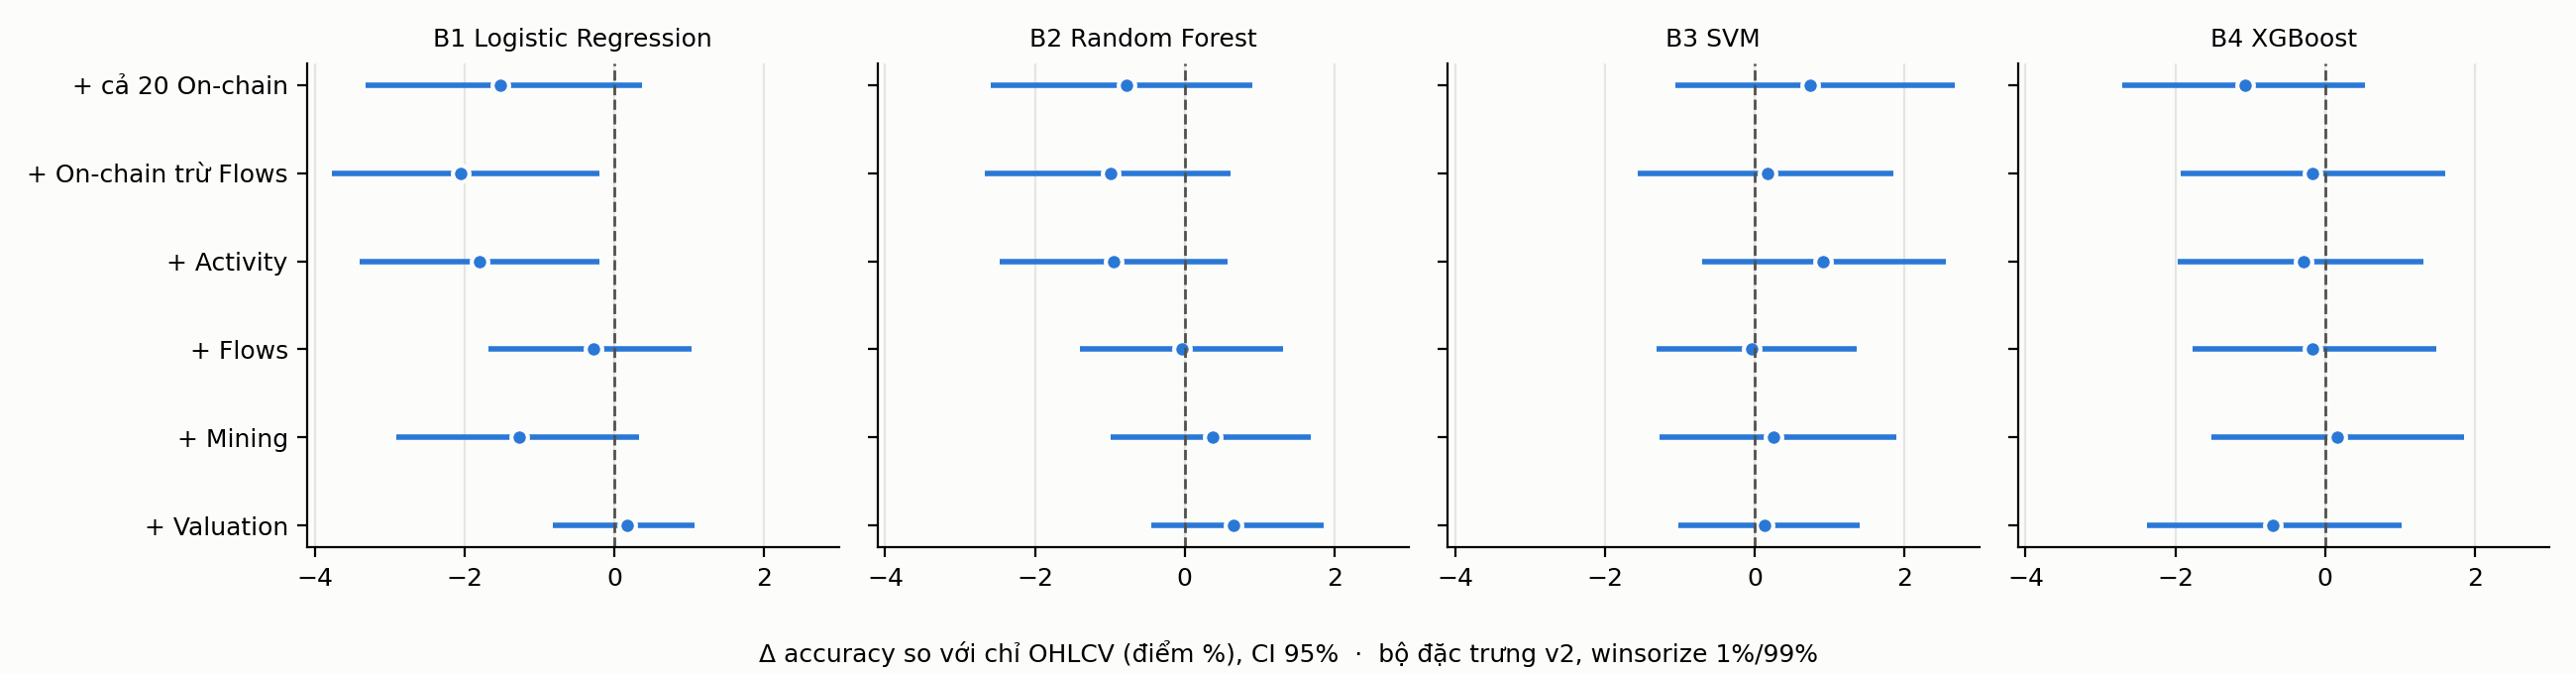 B1 Logistic Regression
B2 Random Forest
B3 SVM
B4 XGBoost
+ cả 20 On-chain
+ On-chain trừ Flows
+ Activity
+ Flows
+ Mining
+ Valuation
−4 −2 0 2
−4 −2 0 2
−4 −2 0 2
−4 −2 0 2
Δ accuracy so với chỉ OHLCV (điểm %), CI 95% · bộ đặc trưng v2, winsorize 1%/99%